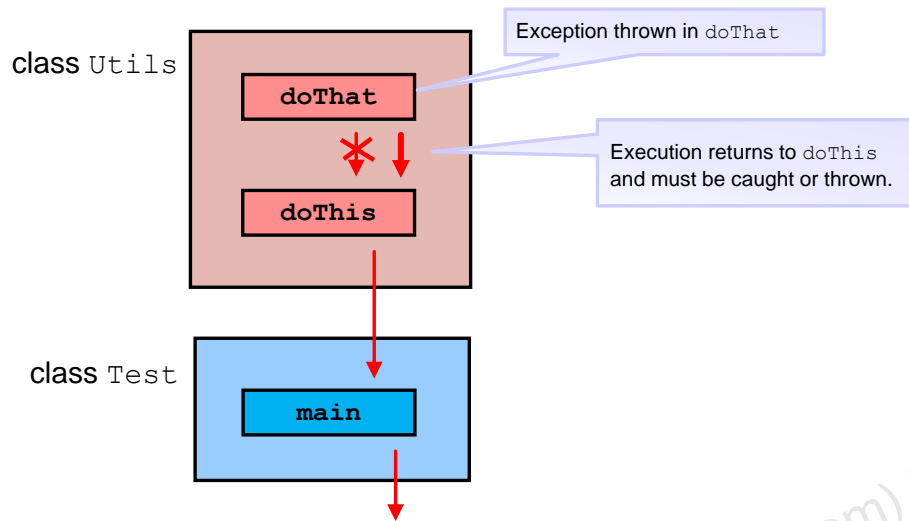 Exception thrown in doThat
class Utils
doThat
Execution returns to doThis
and must be caught or thrown.
doThis
class Test
main
om)